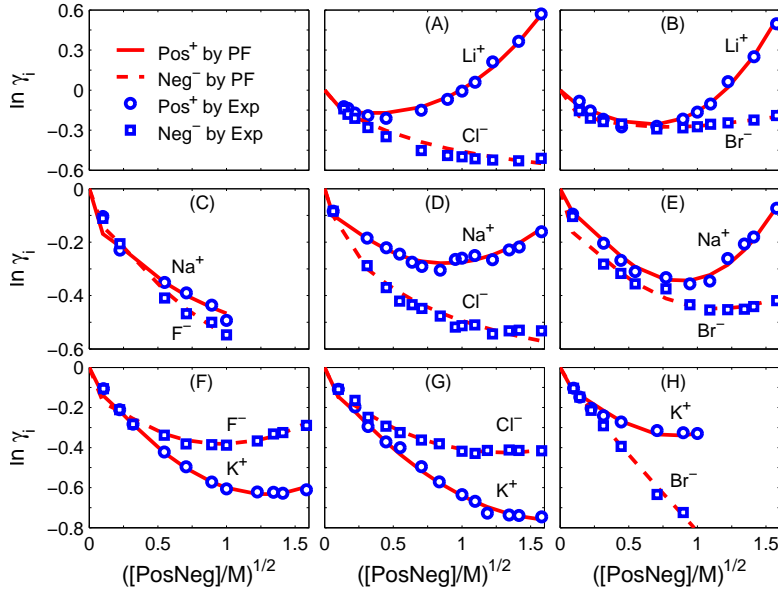 0.6
0.3
0
-0.3
-0.6
ln γi
Pos+ by PF
Neg− by PF
Pos+ by Exp
Neg− by Exp
(A)
Li+
Cl−
(B)
Li+
Br−
0
−0.2
−0.4
−0.6
ln γi
(C)
Na+
F−
(D)
Na+
Cl−
(E)
Na+
Br−
0
−0.2
−0.4
−0.6
−0.8
ln γi
(F)
F−
K+
(G)
Cl−
K+
(H)
K+
Br−
0 0.5 1 1.5 0 0.5 1 1.5 0 0.5 1 1.5
([PosNeg]/M)1/2 ([PosNeg]/M)1/2 ([PosNeg]/M)1/2